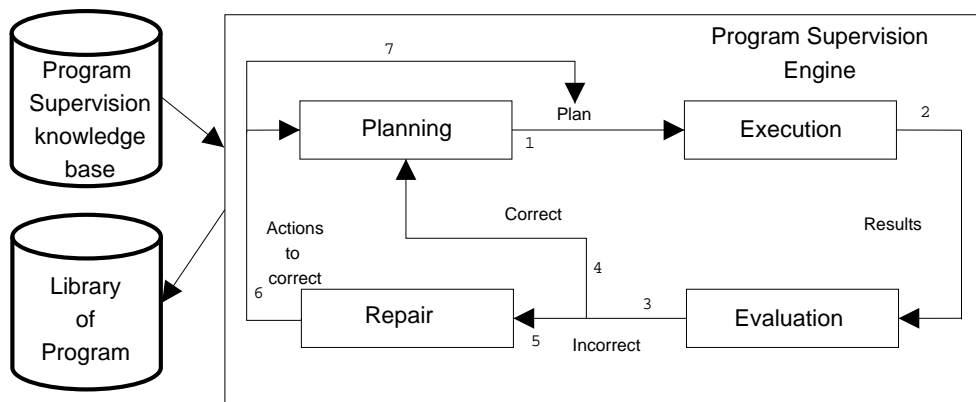 Program
Supervision
knowledge
base
Library
of
Program
Program Supervision
Engine
7
Planning
Plan
1
Execution
2
Correct
Results
Actions
to
correct
4
6
Repair
3
5
Incorrect
Evaluation